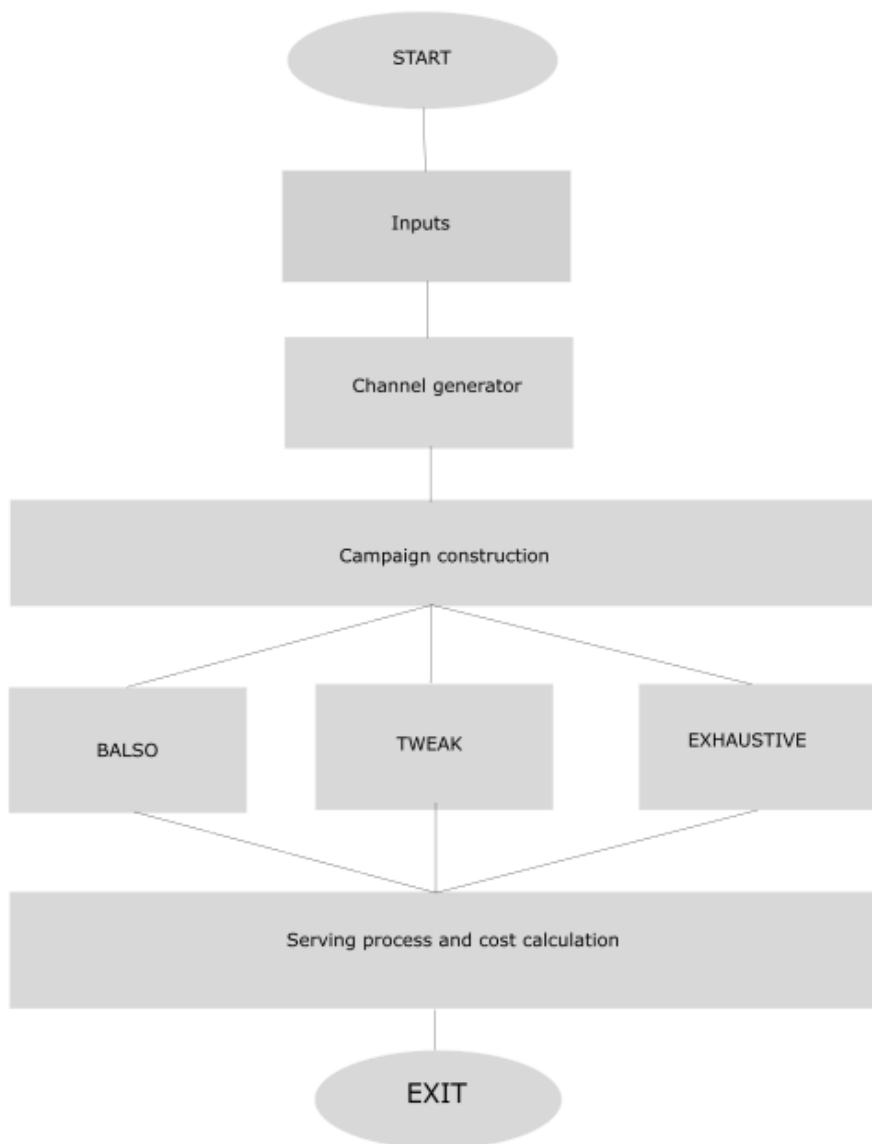 START
Inputs
Channel generator
Campaign construction
BALSO
TWEAK
EXHAUSTIVE
Serving process and cost calculation
EXIT